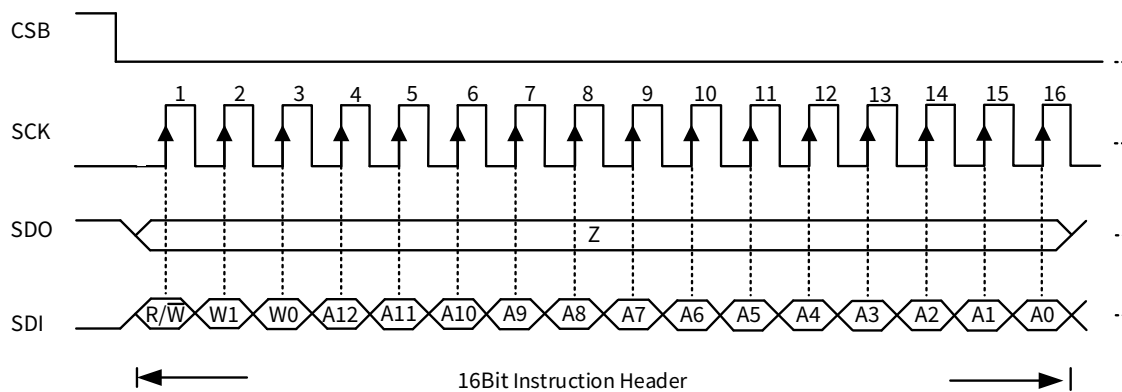 CSB
1 2 3 4 5 6 7 8 9 10 11 12 13 14 15 16
SCK
SDO
Z
SDI R/W̅ W1 W0 A12 A11 A10 A9 A8 A7 A6 A5 A4 A3 A2 A1 A0
16Bit Instruction Header